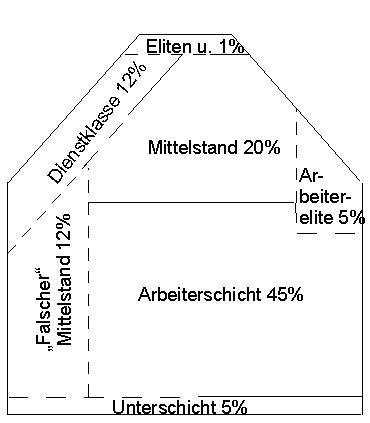 Eliten u. 1%
Dienstklasse 12%
Mittelstand 20%
Ar-
beiter-
elite 5%
„Falscher“
Mittelstand 12%
Arbeiterschicht 45%
Unterschicht 5%